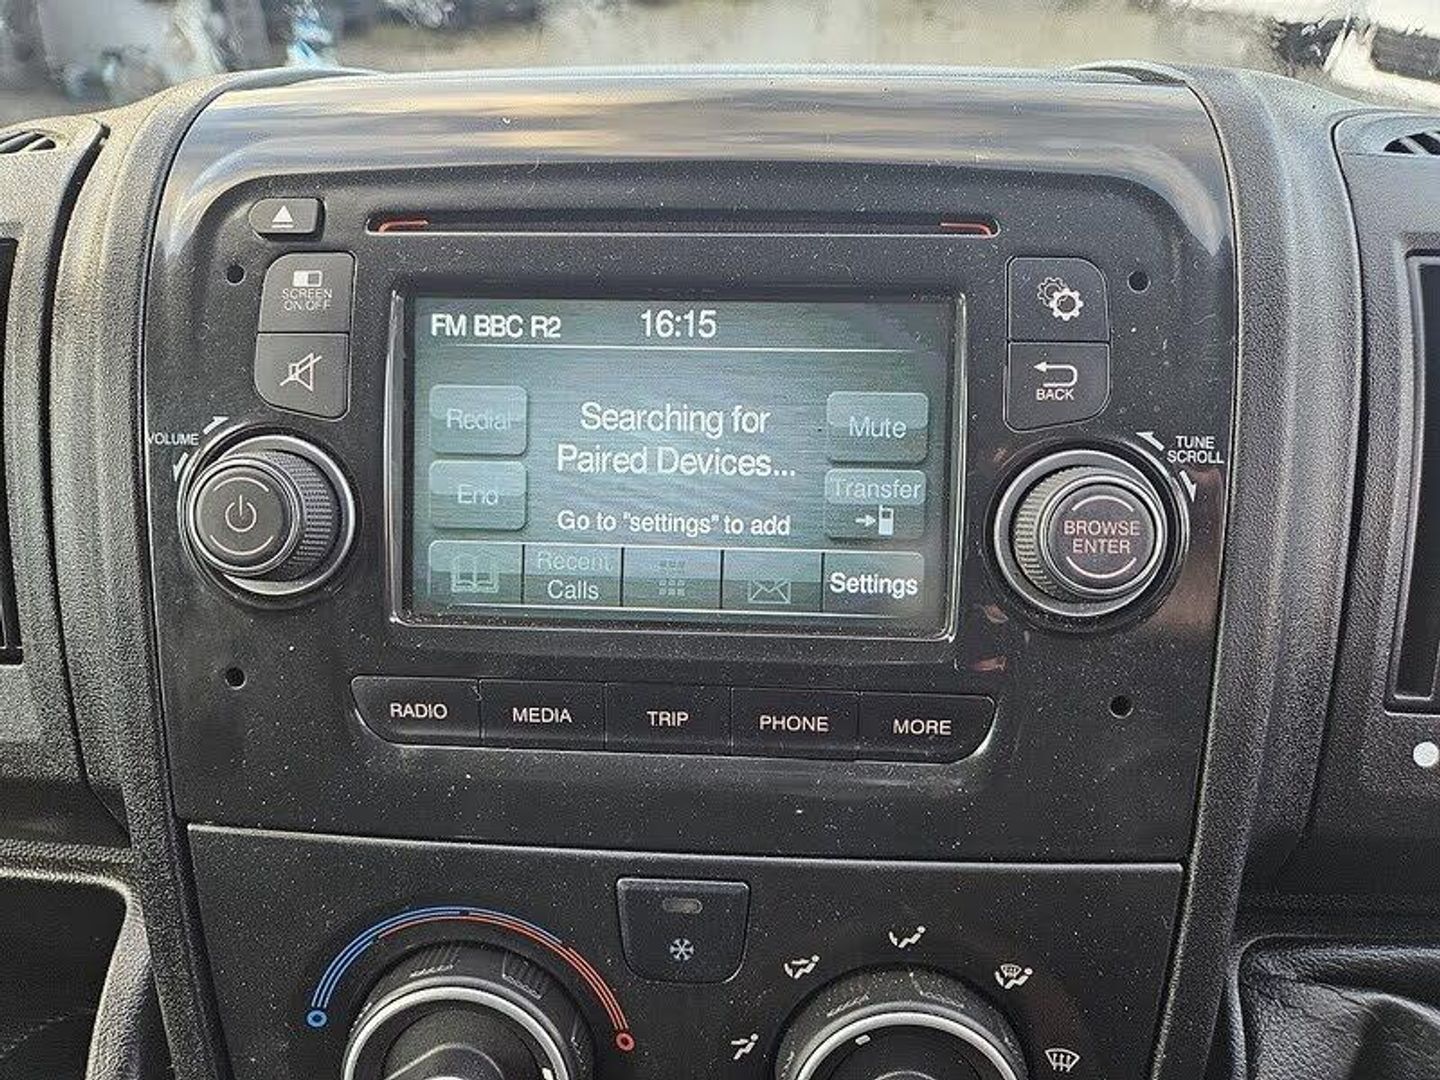 SCREEN
ON/OFF
VOLUME
FM BBC R2
16:15
Redial
Searching for
Paired Devices...
Mute
End
Transfer
Go to "settings" to add
Recent
Calls
Settings
BACK
TUNE
SCROLL
BROWSE
ENTER
RADIO
MEDIA
TRIP
PHONE
MORE